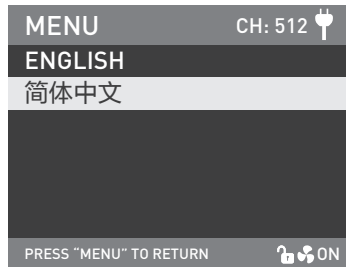 MENU CH: 512
ENGLISH
简体中文
PRESS “MENU” TO RETURN ON